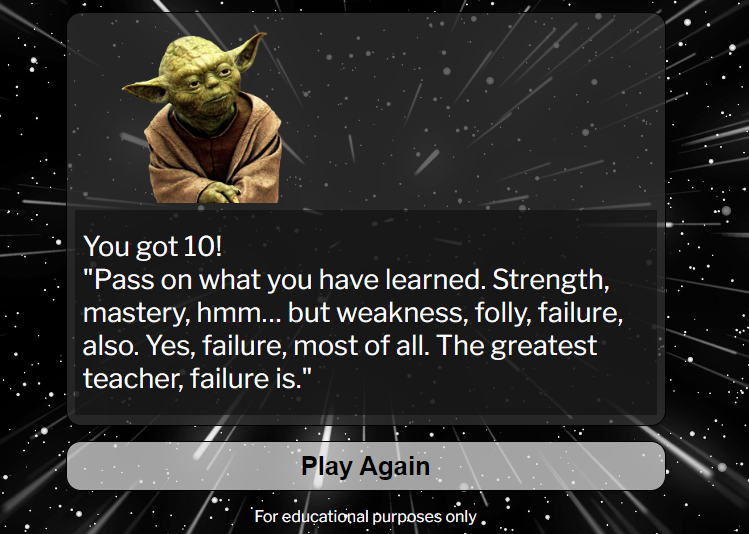 You got 10!
"Pass on what you have learned. Strength,
mastery, hmm... but weakness, folly, failure,
also. Yes, failure, most of all. The greatest
teacher, failure is."
Play Again
For educational purposes only